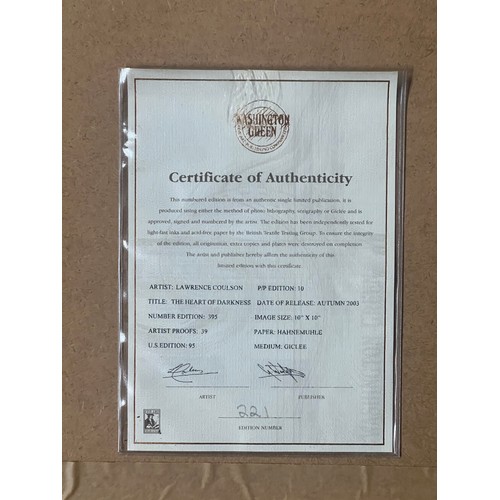 WASHINGTON
GREEN
Certificate of Authenticity
This numbered edition is from an authentic single limited publication, it is
produced using either the method of photo lithography, serigraphy or Giclée and is
approved, signed and numbered by the artist. The edition has been independently tested for
light-fast inks and acid-free paper by the British Textile Testing Group. To ensure the integrity
of the edition, all origination, extra copies and plates were destroyed on completion.
The artist and publisher hereby affirm the authenticity of this
limited edition with this certificate.
ARTIST: LAWRENCE COULSON P/P EDITION: 10
TITLE: THE HEART OF DARKNESS DATE OF RELEASE: AUTUMN 2003
NUMBER EDITION: 395 IMAGE SIZE: 10" X 10"
ARTIST PROOFS: 39 PAPER: HAHNEMUHLE
U.S EDITION: 95 MEDIUM: GICLEE
ARTIST PUBLISHER
221
EDITION NUMBER